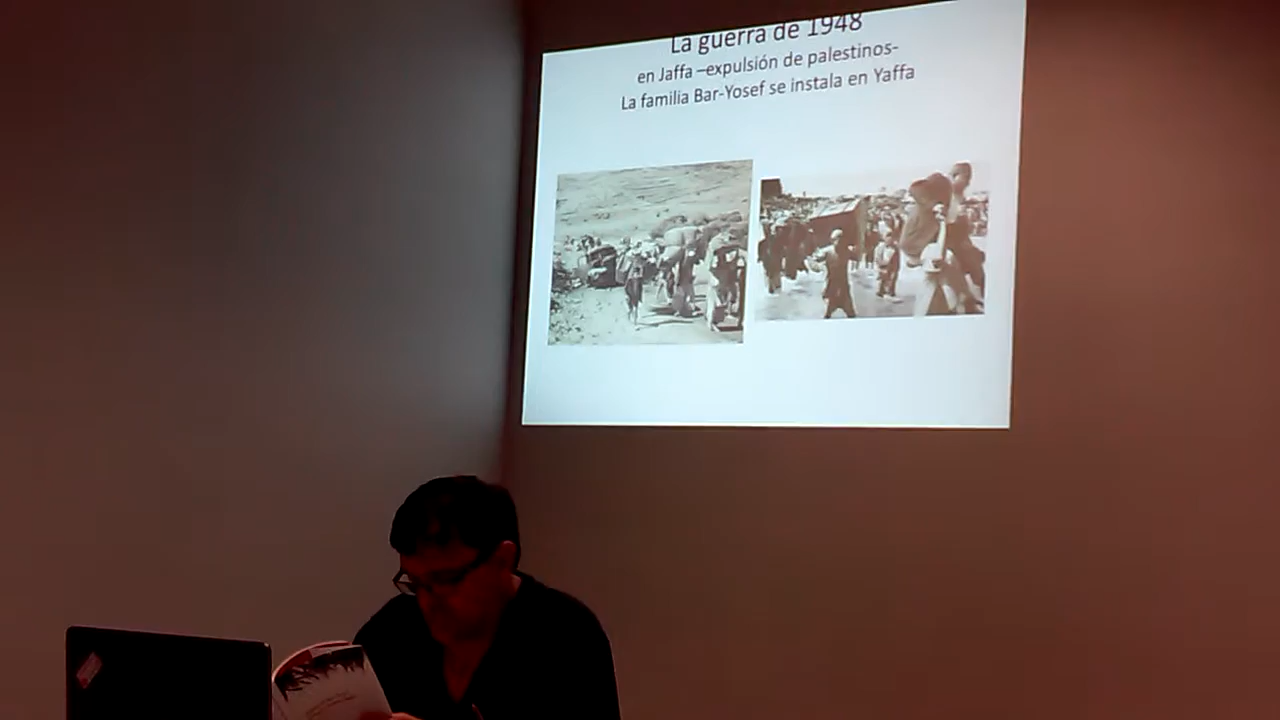 La guerra de 1948
en Jaffa –expulsión de palestinos-
La familia Bar-Yosef se instala en Yaffa